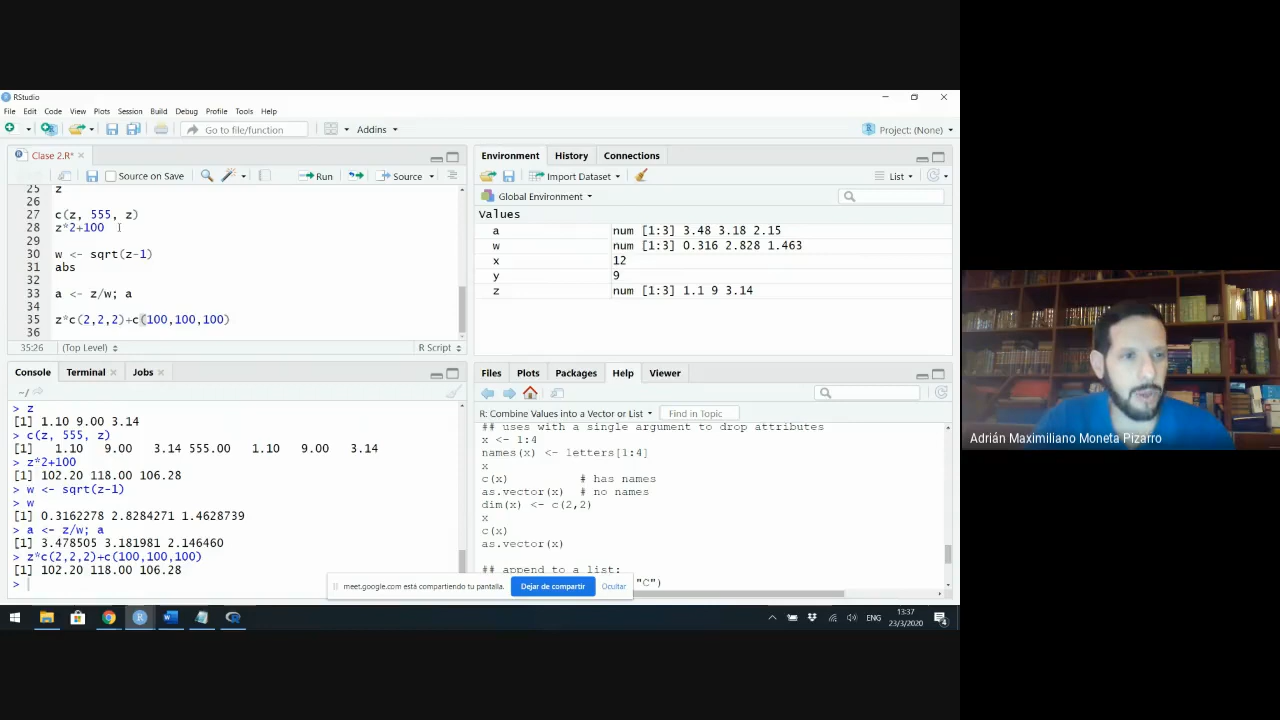 RStudio
File Edit Code View Plots Session Build Debug Profile Tools Help
Go to file/function Addins Project: (None)
Clase 2.R*
Source on Save Run Source
25 z
26
27 c(z, 555, z)
28 z*2+100
29
30 w <- sqrt(z-1)
31 abs
32
33 a <- z/w; a
34
35 z*c(2,2,2)+c(100,100,100)
36
35:26 (Top Level) R Script
Console Terminal Jobs
~/
> z
[1] 1.10 9.00 3.14
> c(z, 555, z)
[1] 1.10 9.00 3.14 555.00 1.10 9.00 3.14
> z*2+100
[1] 102.20 118.00 106.28
> w <- sqrt(z-1)
> w
[1] 0.3162278 2.8284271 1.4628739
> a <- z/w; a
[1] 3.478505 3.181981 2.146460
> z*c(2,2,2)+c(100,100,100)
[1] 102.20 118.00 106.28
>
Environment History Connections
Import Dataset List
Global Environment
Values
a num [1:3] 3.48 3.18 2.15
w num [1:3] 0.316 2.828 1.463
x 12
y 9
z num [1:3] 1.1 9 3.14
Files Plots Packages Help Viewer
R: Combine Values into a Vector or List Find in Topic
## uses with a single argument to drop attributes
x <- 1:4
names(x) <- letters[1:4]
x
c(x) # has names
as.vector(x) # no names
dim(x) <- c(2,2)
x
c(x)
as.vector(x)
## append to a list:
"C")
meet.google.com está compartiendo tu pantalla. Dejar de compartir Ocultar
ENG
13:37
23/3/2020
4
Adrián Maximiliano Moneta Pizarro